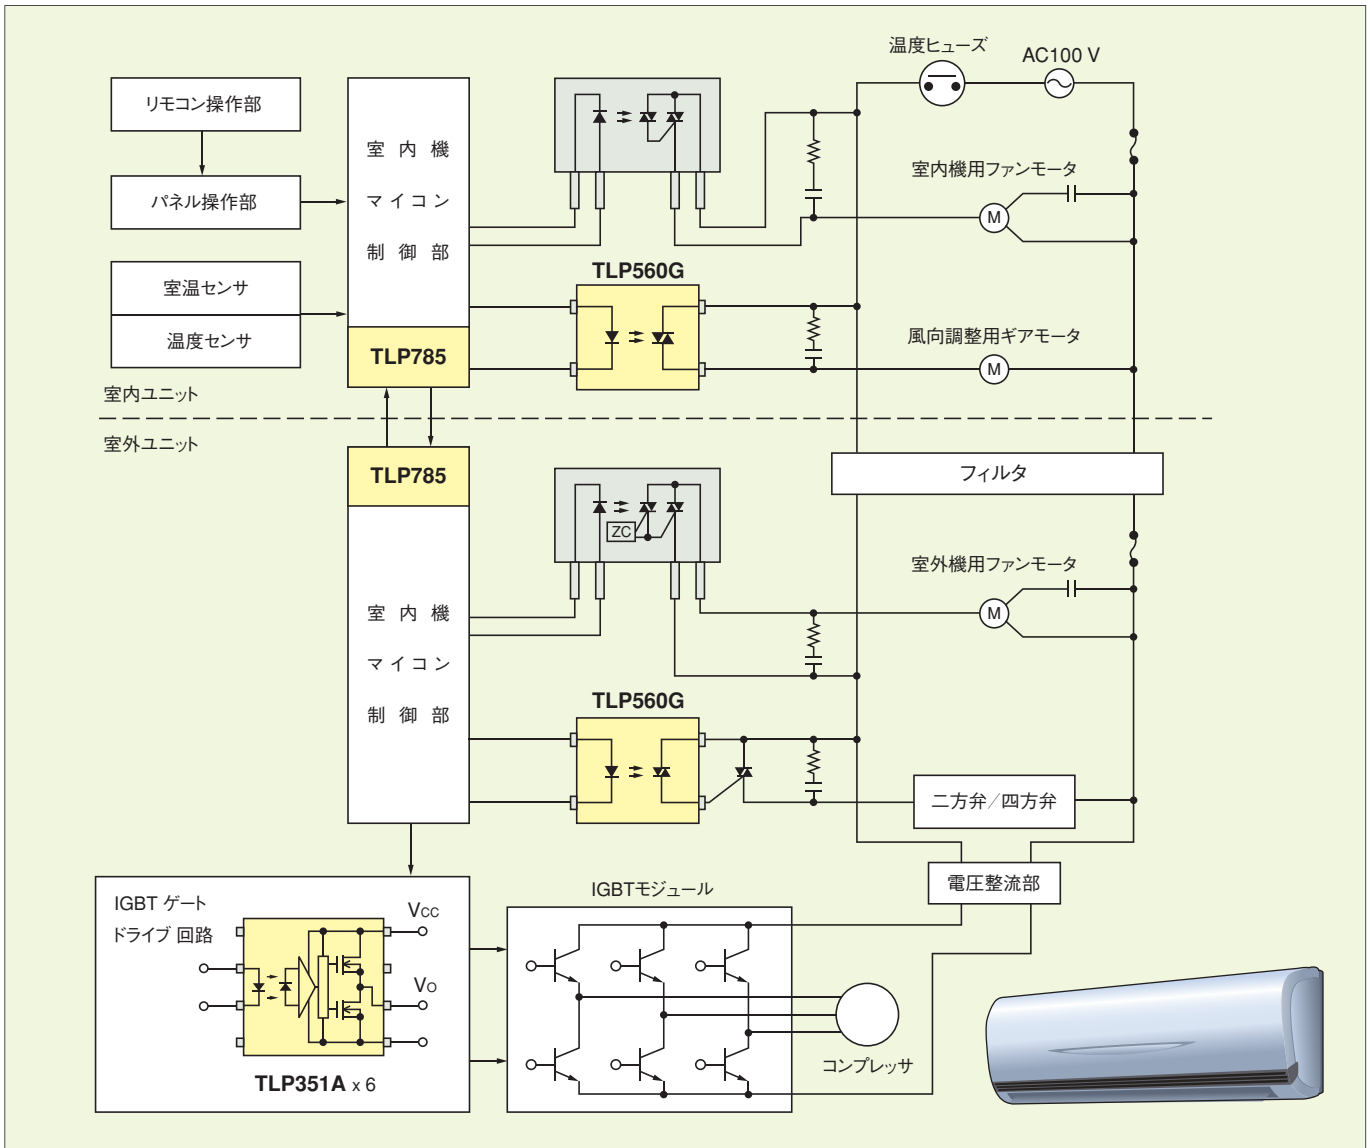 温度ヒューズ
AC100 V
リモコン操作部
室 内 機
パネル操作部
マイコン
制 御 部
室内機用ファンモータ
M
TLP560G
室温センサ
温度センサ
TLP785
風向調整用ギアモータ
M
室内ユニット
室外ユニット
TLP785
フィルタ
ZC
室 内 機
マイコン
制 御 部
室外機用ファンモータ
M
TLP560G
二方弁/四方弁
電圧整流部
IGBT ゲート
ドライブ 回路
VCC
VO
TLP351A x 6
IGBTモジュール
コンプレッサ